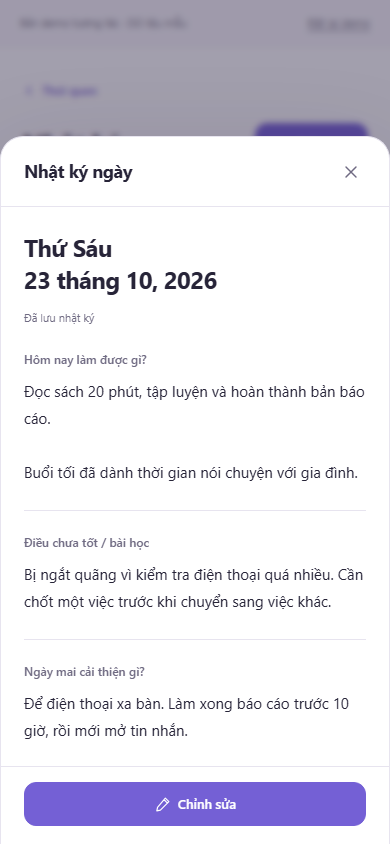 Thói quen
Nhật ký ngày
Thứ Sáu
23 tháng 10, 2026
Đã lưu nhật ký
Hôm nay làm được gì?
Đọc sách 20 phút, tập luyện và hoàn thành bản báo
cáo.
Buổi tối đã dành thời gian nói chuyện với gia đình.
Điều chưa tốt / bài học
Bị ngắt quãng vì kiểm tra điện thoại quá nhiều. Cần
chốt một việc trước khi chuyển sang việc khác.
Ngày mai cải thiện gì?
Để điện thoại xa bàn. Làm xong báo cáo trước 10
giờ, rồi mới mở tin nhắn.
Chỉnh sửa